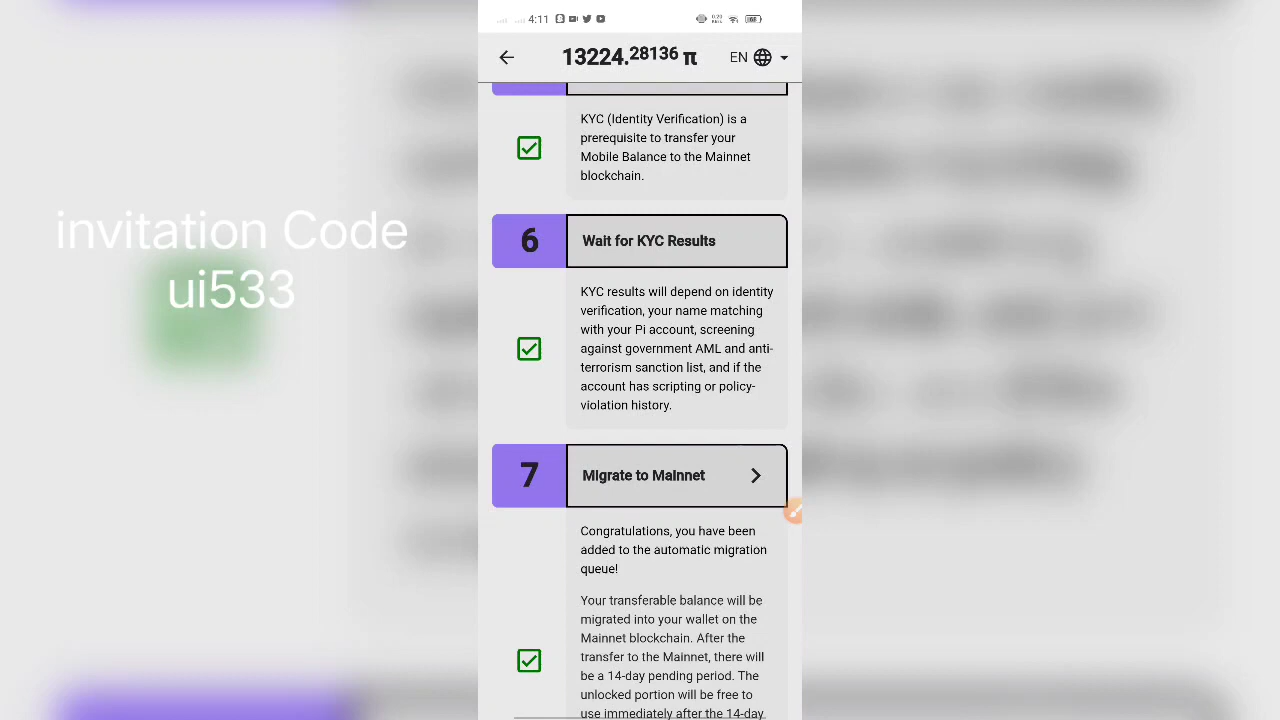 4:11
13224.28136 π
EN
KYC (Identity Verification) is a
prerequisite to transfer your
Mobile Balance to the Mainnet
blockchain.
invitation Code
ui533
6
Wait for KYC Results
KYC results will depend on identity
verification, your name matching
with your Pi account, screening
against government AML and anti-
terrorism sanction list, and if the
account has scripting or policy-
violation history.
7
Migrate to Mainnet
Congratulations, you have been
added to the automatic migration
queue!
Your transferable balance will be
migrated into your wallet on the
Mainnet blockchain. After the
transfer to the Mainnet, there will
be a 14-day pending period. The
unlocked portion will be free to
use immediately after the 14-day